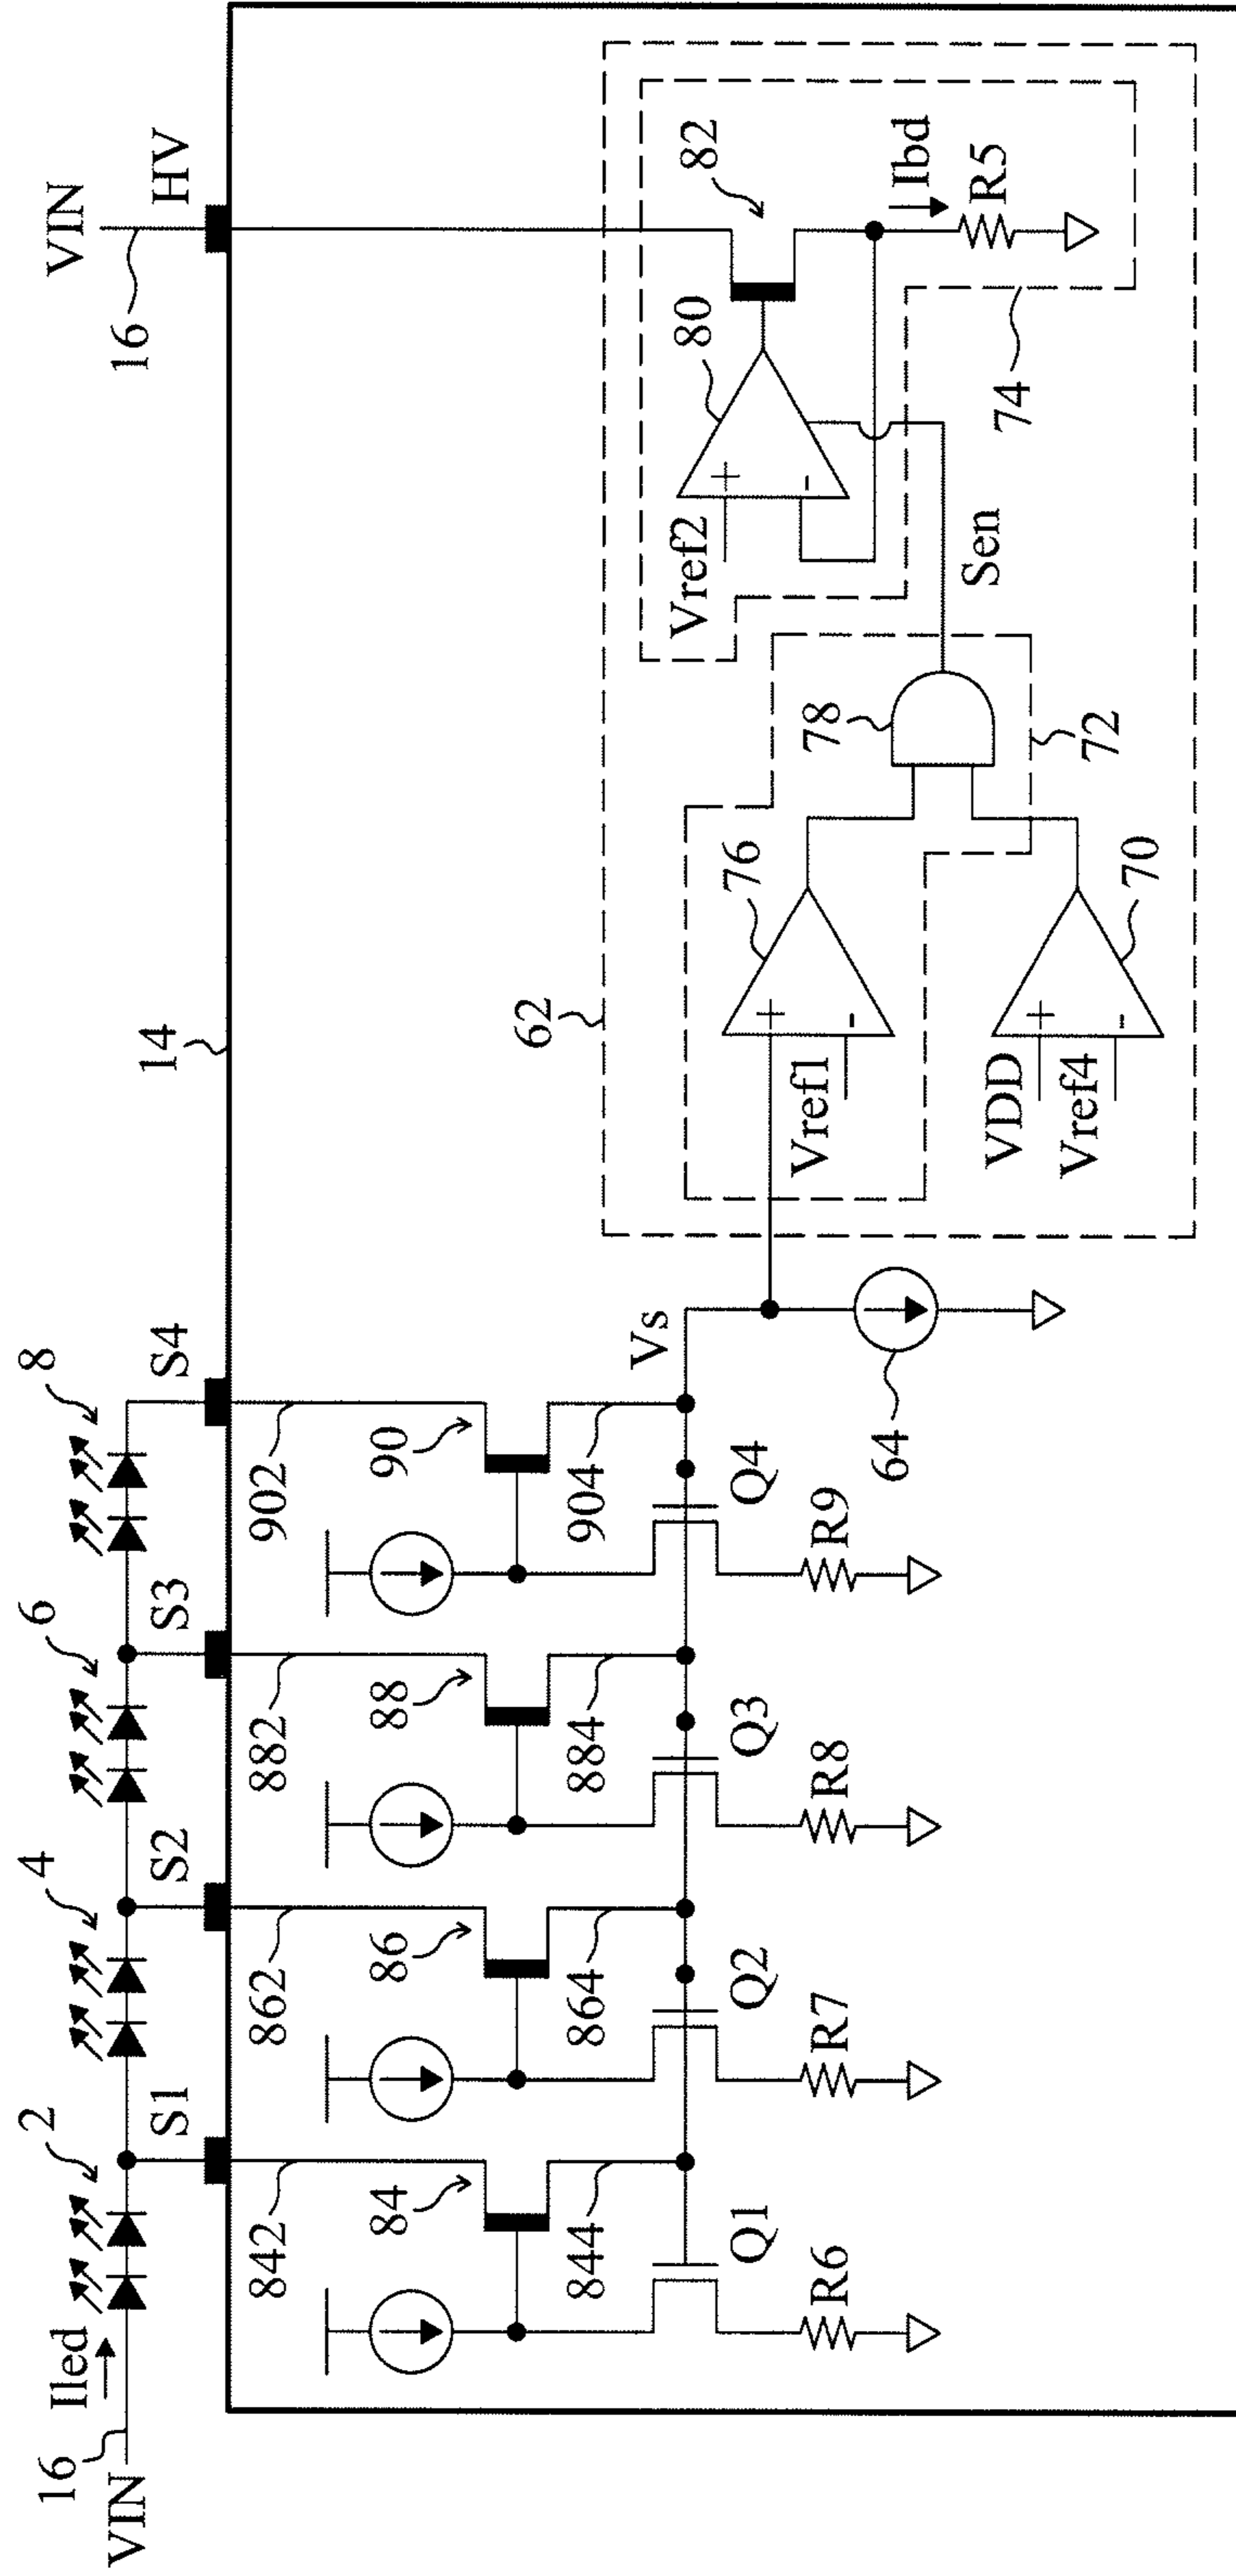 VIN
16
Iled
2
4
6
8
S1
S2
S3
S4
14
VIN
16
HV
842
84
844
Q1
R6
862
86
864
Q2
R7
882
88
884
Q3
R8
902
90
904
Q4
R9
Vs
64
62
76
+
-
Vref1
70
VDD
+
Vref4
-
78
72
Sen
80
Vref2
+
-
82
Ibd
R5
74